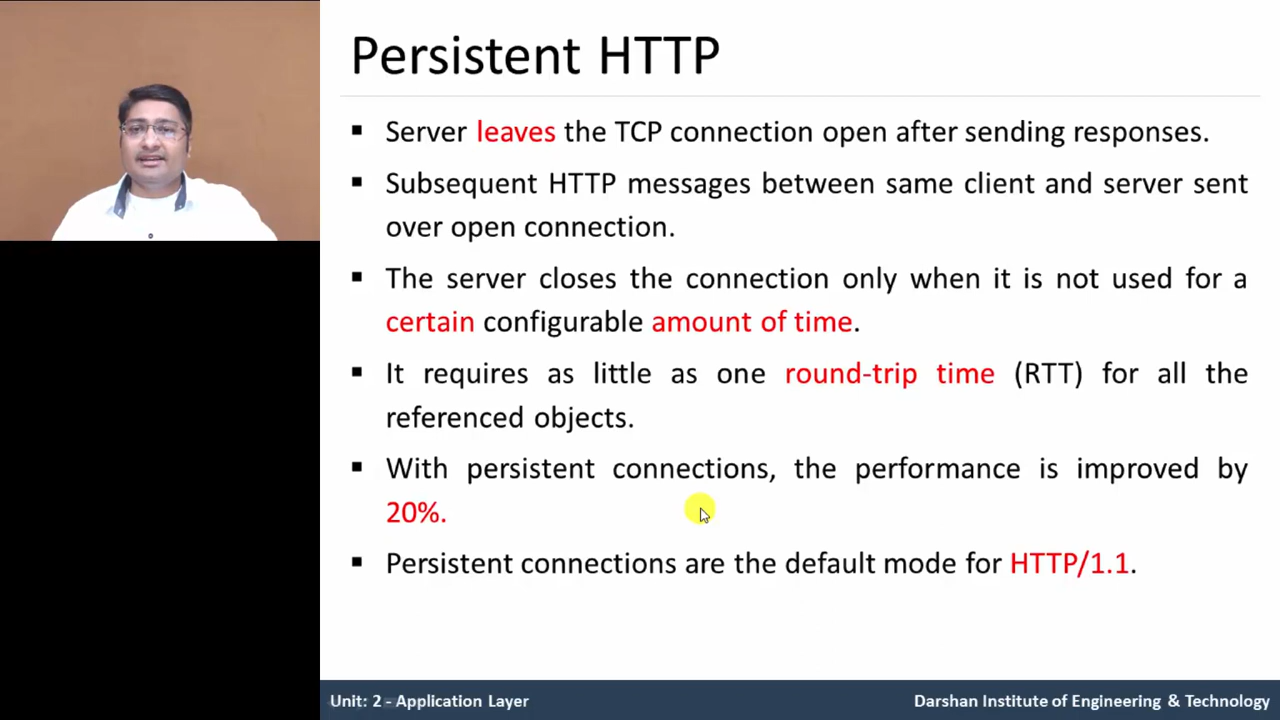 Persistent HTTP
▪ Server leaves the TCP connection open after sending responses.
▪ Subsequent HTTP messages between same client and server sent
over open connection.
▪ The server closes the connection only when it is not used for a
certain configurable amount of time.
▪ It requires as little as one round-trip time (RTT) for all the
referenced objects.
▪ With persistent connections, the performance is improved by
20%.
▪ Persistent connections are the default mode for HTTP/1.1.
Unit: 2 - Application Layer
Darshan Institute of Engineering & Technology